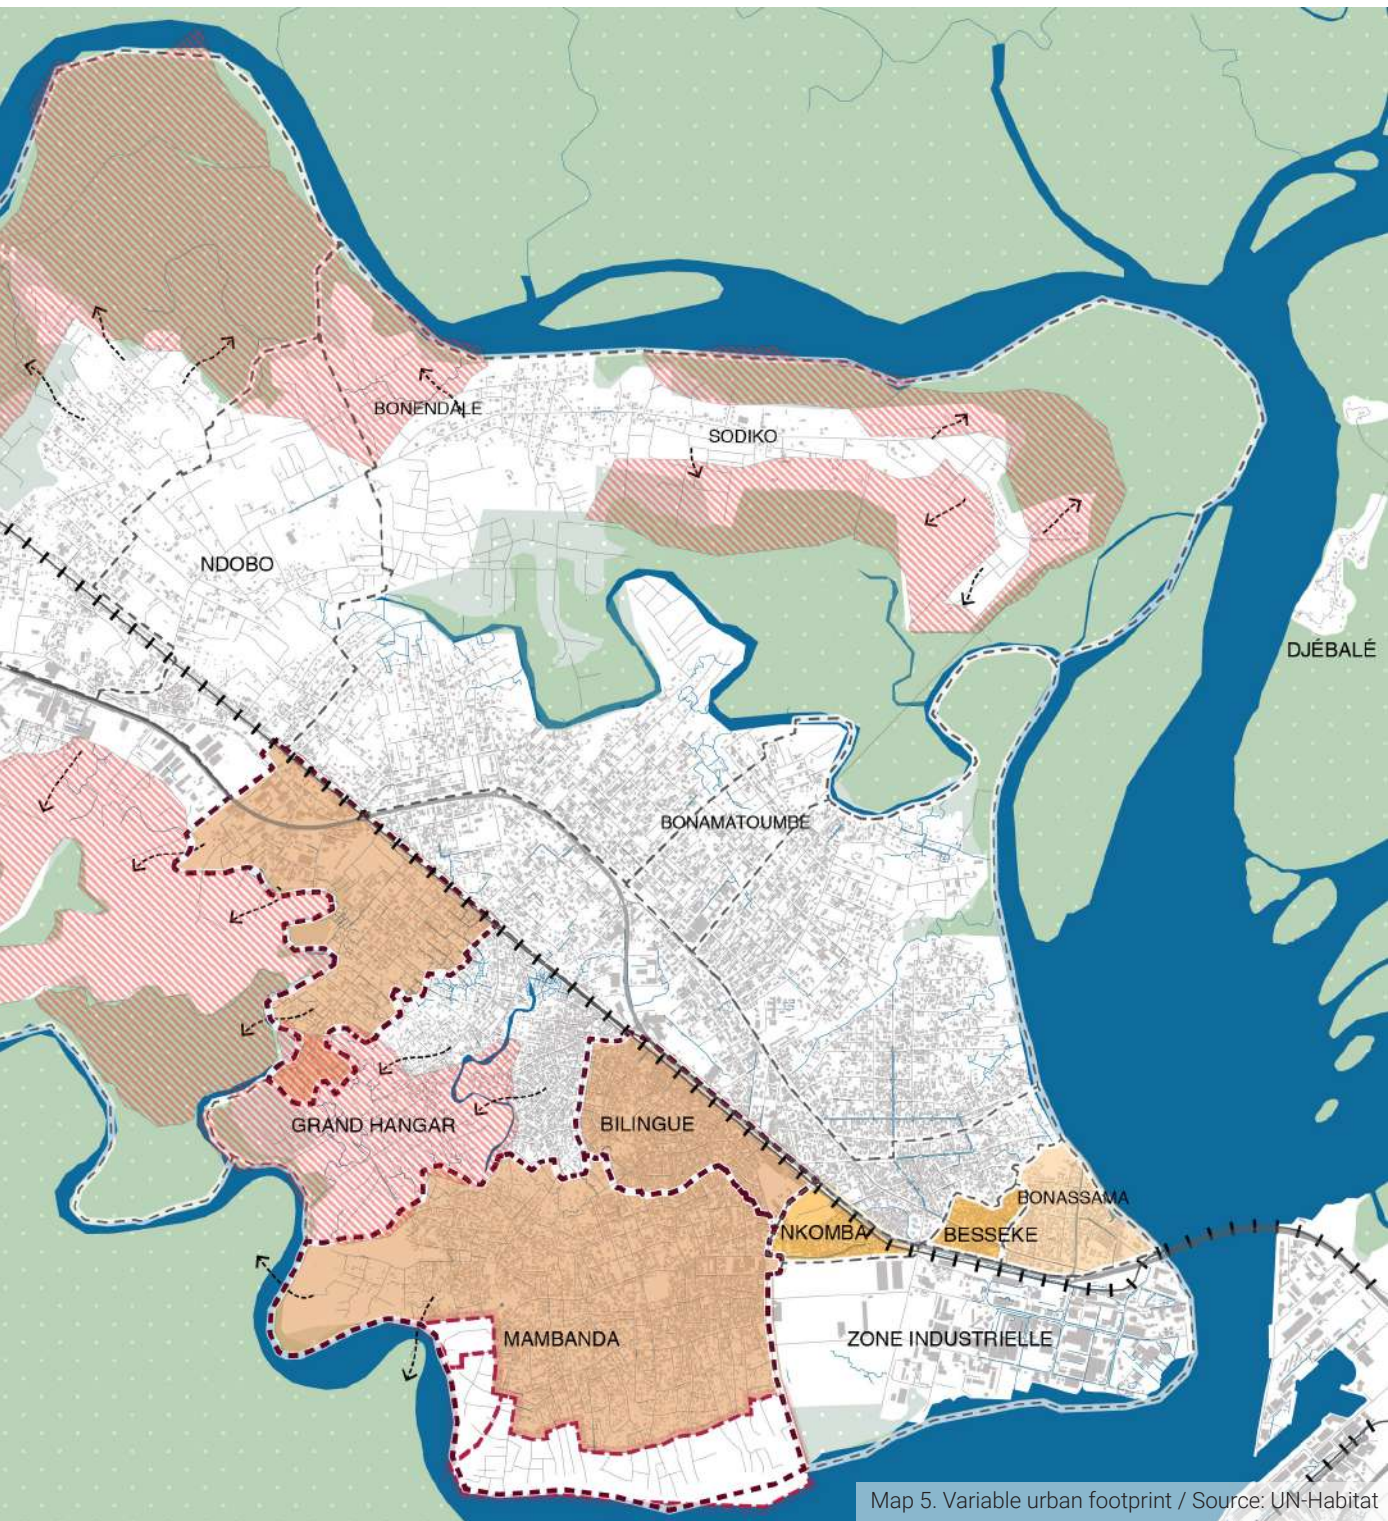 BONENDALE
SODIKO
NDOBO
DJÉBALÉ
BONAMATOUMBÉ
GRAND HANGAR
BILINGUE
BONASSAMA
NKOMBA
BESSEKE
MAMBANDA
ZONE INDUSTRIELLE
Map 5. Variable urban footprint / Source: UN-Habitat